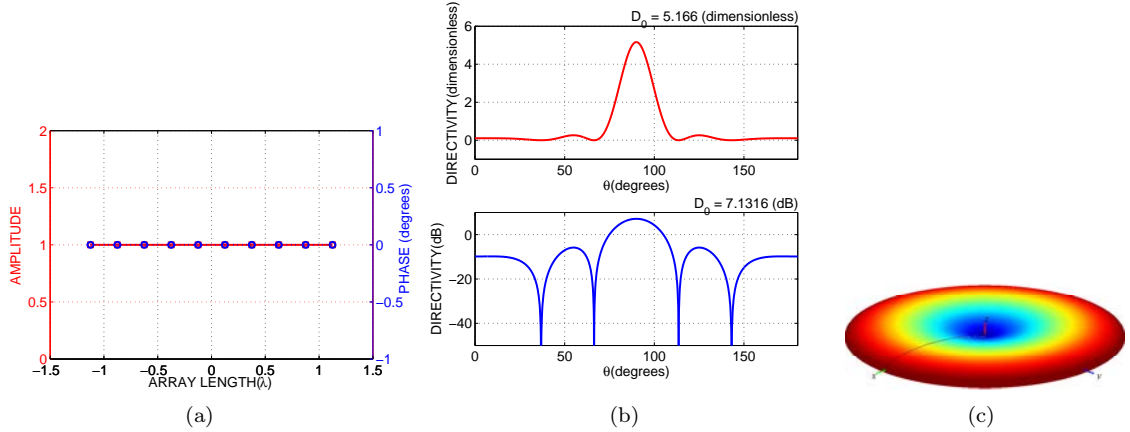 2
1.5
1
0.5
0
AMPLITUDE
1
0.5
0
−0.5
−1
PHASE (degrees)
−1.5 −1 −0.5 0 0.5 1 1.5
ARRAY LENGTH(λ)
(a)
D0 = 5.166 (dimensionless)
6
4
2
0
DIRECTIVITY(dimensionless)
0 50 100 150
θ(degrees)
D0 = 7.1316 (dB)
0
−20
−40
DIRECTIVITY(dB)
0 50 100 150
θ(degrees)
(b)
x
y
(c)